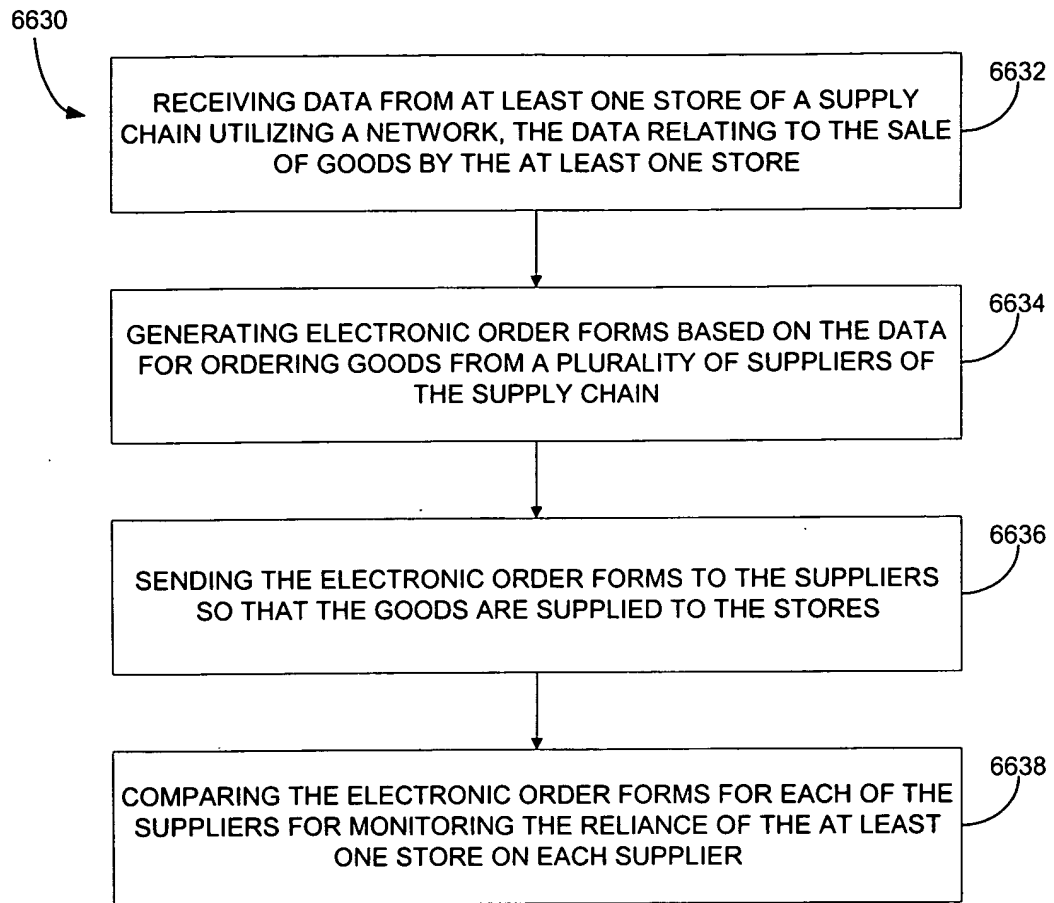 6630
6632
RECEIVING DATA FROM AT LEAST ONE STORE OF A SUPPLY
CHAIN UTILIZING A NETWORK, THE DATA RELATING TO THE SALE
OF GOODS BY THE AT LEAST ONE STORE
6634
GENERATING ELECTRONIC ORDER FORMS BASED ON THE DATA
FOR ORDERING GOODS FROM A PLURALITY OF SUPPLIERS OF
THE SUPPLY CHAIN
6636
SENDING THE ELECTRONIC ORDER FORMS TO THE SUPPLIERS
SO THAT THE GOODS ARE SUPPLIED TO THE STORES
6638
COMPARING THE ELECTRONIC ORDER FORMS FOR EACH OF THE
SUPPLIERS FOR MONITORING THE RELIANCE OF THE AT LEAST
ONE STORE ON EACH SUPPLIER